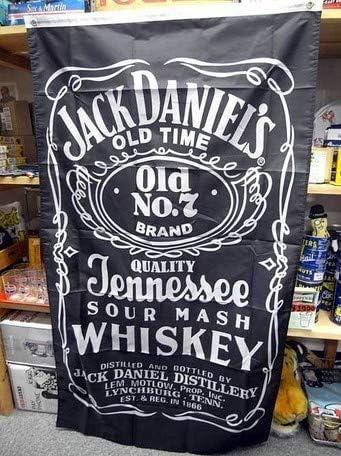 JACK DANIEL'S
OLD TIME
Old
No.7
BRAND
QUALITY
Tennessee
SOUR MASH
WHISKEY
DISTILLED AND BOTTLED BY
JACK DANIEL DISTILLERY
LEM MOTLOW, PROP., INC.
LYNCHBURG, TENN.
EST. & REG. IN 1866